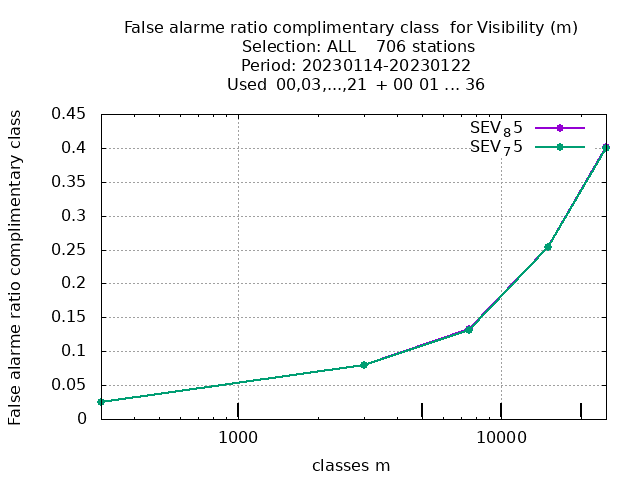 False alarme ratio complimentary class  for Visibility (m)
Selection: ALL    706 stations
Period: 20230114-20230122
Used  00,03,...,21  + 00 01 ... 36
False alarme ratio complimentary class
0.45
0.4
0.35
0.3
0.25
0.2
0.15
0.1
0.05
0
SEV85
SEV75
1000
10000
classes m